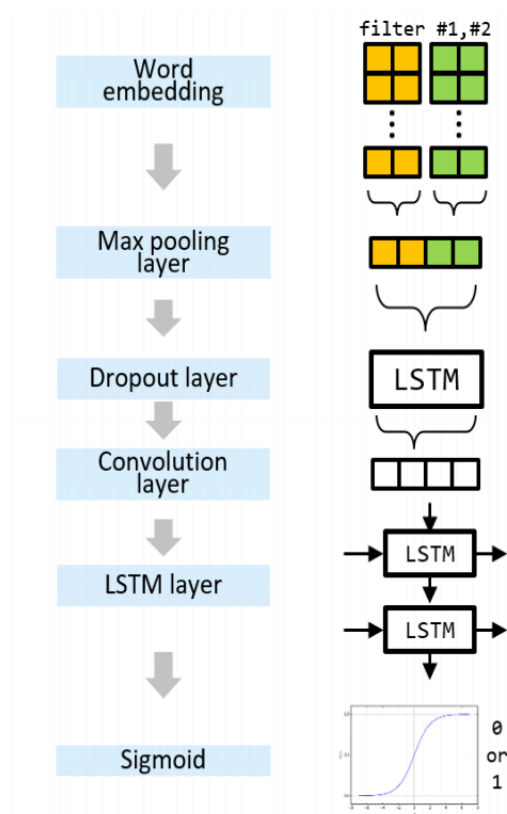 filter #1,#2
Word
embedding
Max pooling
layer
Dropout layer
LSTM
Convolution
layer
LSTM
LSTM layer
LSTM
Sigmoid
0
or
1